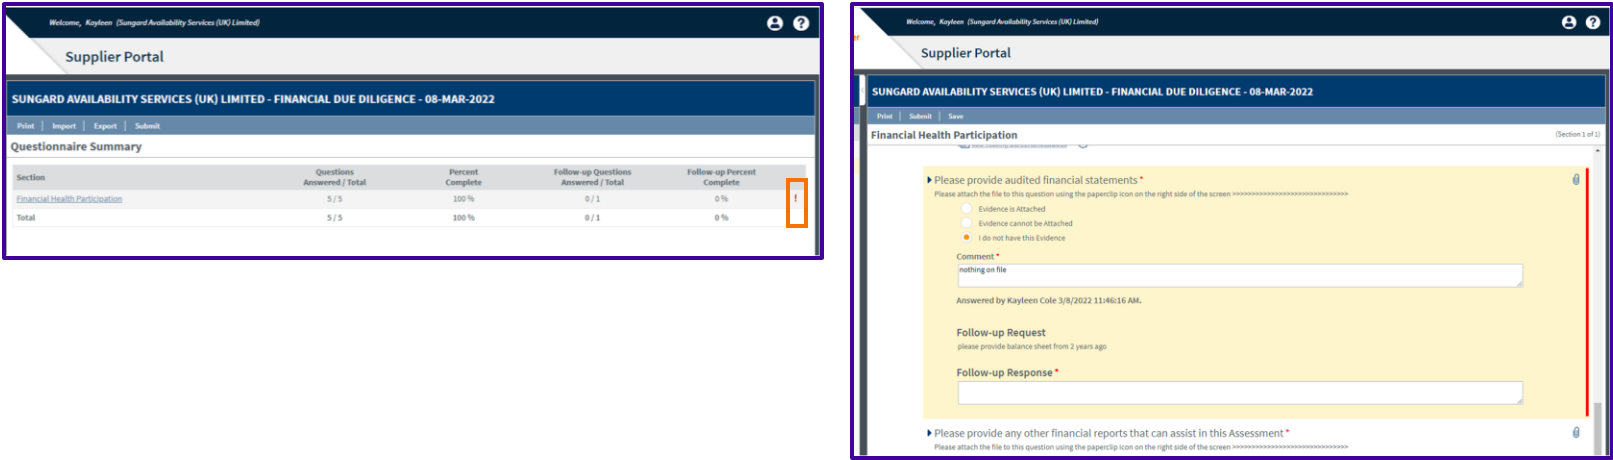 Welcome, Kayleen (Sungard Availability Services (UK) Limited)
Supplier Portal
SUNGARD AVAILABILITY SERVICES (UK) LIMITED - FINANCIAL DUE DILIGENCE - 08-MAR-2022
Print | Import | Export | Submit
Questionnaire Summary
Section Questions Answered / Total Percent Complete Follow-up Questions Answered / Total Follow-up Percent Complete
Financial Health Participation 5 / 5 100 % 0 / 1 0 % !
Total 5 / 5 100 % 0 / 1 0 %
Welcome, Kayleen (Sungard Availability Services (UK) Limited)
er
Supplier Portal
SUNGARD AVAILABILITY SERVICES (UK) LIMITED - FINANCIAL DUE DILIGENCE - 08-MAR-2022
Print | Submit | Save
Financial Health Participation (Section 1 of 1)
Please provide audited financial statements *
Please attach the file to this question using the paperclip icon on the right side of the screen >>>>>>>>>>>>>>>>>>>>>>>>>>>>>>
Evidence is Attached
Evidence cannot be Attached
I do not have this Evidence
Comment *
nothing on file
Answered by Kayleen Cole 3/8/2022 11:46:16 AM.
Follow-up Request
please provide balance sheet from 2 years ago
Follow-up Response *
Please provide any other financial reports that can assist in this Assessment *
Please attach the file to this question using the paperclip icon on the right side of the screen >>>>>>>>>>>>>>>>>>>>>>>>>>>>>>